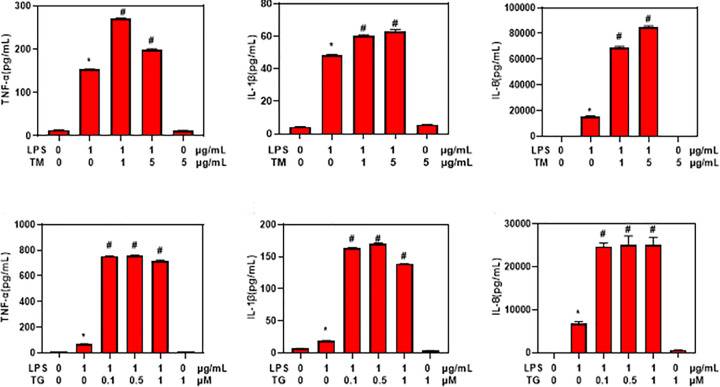 TNF-α(pg/mL)
300
200
100
0
*
#
#
LPS 0 1 1 1 0 μg/mL
TM 0 0 1 5 5 μg/mL
IL-1β(pg/mL)
80
60
40
20
0
*
#
#
LPS 0 1 1 1 0 μg/mL
TM 0 0 1 5 5 μg/mL
IL-8(pg/mL)
100000
80000
60000
40000
20000
0
*
#
#
LPS 0 1 1 1 0 μg/mL
TM 0 0 1 5 5 μg/mL
TNF-α(pg/mL)
1000
800
600
400
200
0
*
#
#
#
LPS 0 1 1 1 1 0 μg/mL
TG 0 0 0.1 0.5 1 1 μM
IL-1β(pg/mL)
200
150
100
50
0
*
#
#
#
LPS 0 1 1 1 1 0 μg/mL
TG 0 0 0.1 0.5 1 1 μM
IL-8(pg/mL)
30000
20000
10000
0
*
#
#
#
LPS 0 1 1 1 1 0 μg/mL
TG 0 0 0.1 0.5 1 1 μM